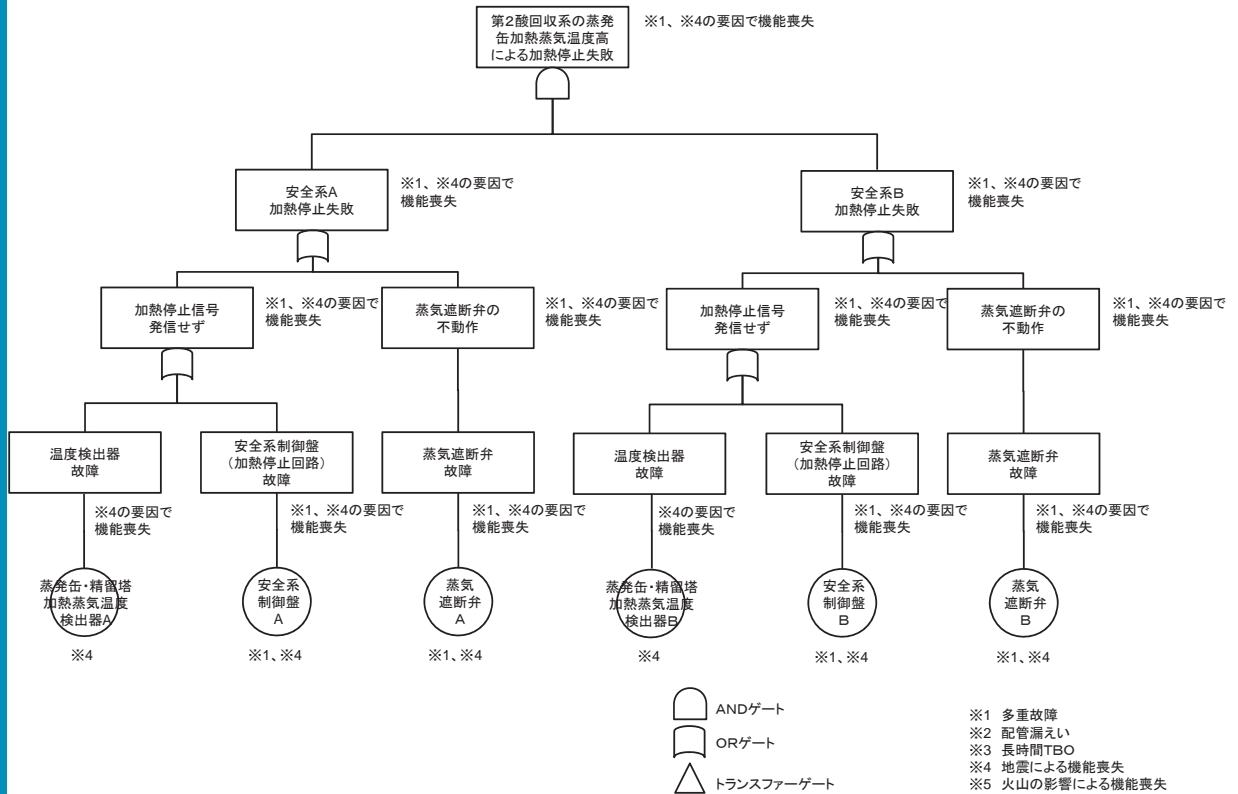 第2酸回収系の蒸発
缶加熱蒸気温度高
による加熱停止失敗
※1、※4の要因で機能喪失
安全系A
加熱停止失敗
※1、※4の要因で
機能喪失
安全系B
加熱停止失敗
※1、※4の要因で
機能喪失
加熱停止信号
発信せず
※1、※4の要因で
機能喪失
蒸気遮断弁の
不動作
※1、※4の要因で
機能喪失
加熱停止信号
発信せず
※1、※4の要因で
機能喪失
蒸気遮断弁の
不動作
※1、※4の要因で
機能喪失
温度検出器
故障
※4の要因で
機能喪失
安全系制御盤
(加熱停止回路)
故障
※1、※4の要因で
機能喪失
蒸気遮断弁
故障
※1、※4の要因で
機能喪失
温度検出器
故障
※4の要因で
機能喪失
安全系制御盤
(加熱停止回路)
故障
※1、※4の要因で
機能喪失
蒸気遮断弁
故障
※1、※4の要因で
機能喪失
蒸発缶・精留塔
加熱蒸気温度
検出器A
※4
安全系
制御盤
A
※1、※4
蒸気
遮断弁
A
※1、※4
蒸発缶・精留塔
加熱蒸気温度
検出器B
※4
安全系
制御盤
B
※1、※4
蒸気
遮断弁
B
※1、※4
ANDゲート
ORゲート
トランスファーゲート
※1 多重故障
※2 配管漏えい
※3 長時間TBO
※4 地震による機能喪失
※5 火山の影響による機能喪失